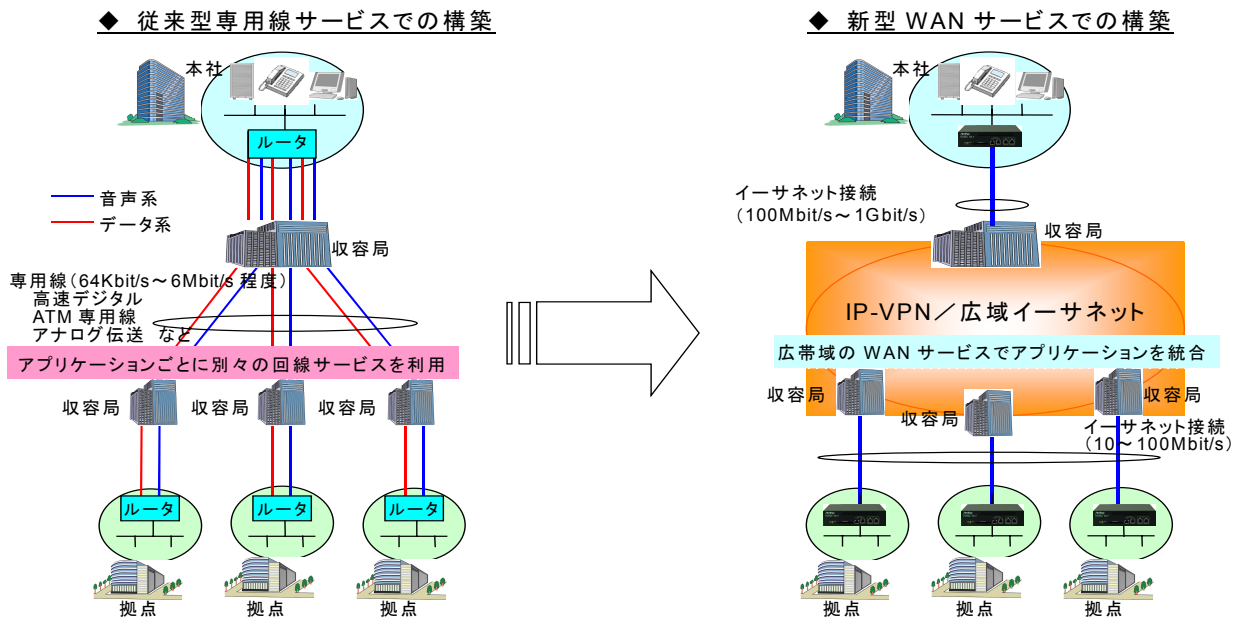 ◆ 従来型専用線サービスでの構築
本社
ルータ
音声系
データ系
収容局
専用線(64Kbit/s～6Mbit/s 程度)
高速デジタル
ATM 専用線
アナログ伝送 など
アプリケーションごとに別々の回線サービスを利用
収容局
収容局
収容局
ルータ
ルータ
ルータ
拠点
拠点
拠点
◆ 新型 WAN サービスでの構築
本社
イーサネット接続
(100Mbit/s～1Gbit/s)
収容局
IP-VPN／広域イーサネット
広帯域の WAN サービスでアプリケーションを統合
収容局
収容局
収容局
イーサネット接続
(10～100Mbit/s)
拠点
拠点
拠点